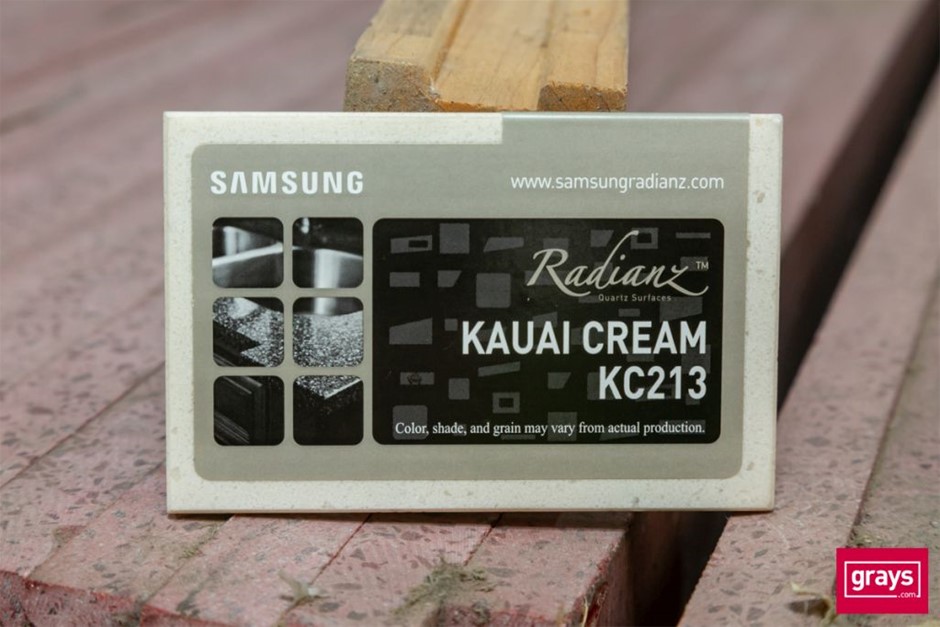 SAMSUNG
www.samsungradianz.com
Radianz™
Quartz Surfaces
KAUAI CREAM
KC213
Color, shade, and grain may vary from actual production.
grays
.com